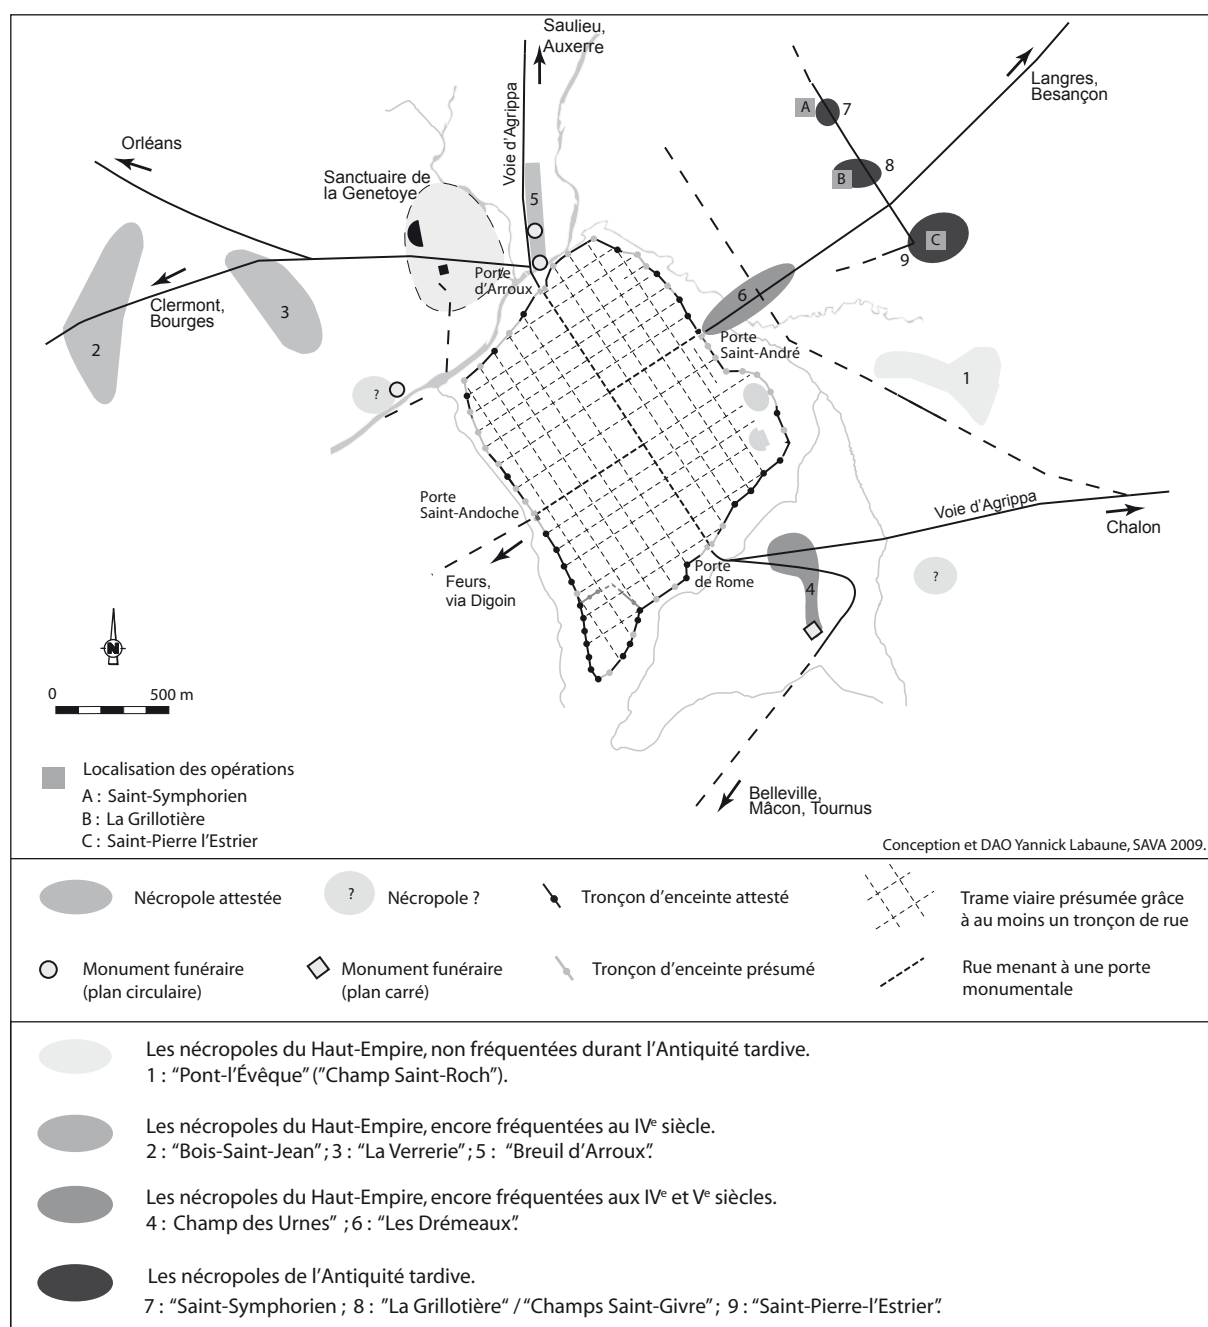 Saulieu,
Auxerre
Langres,
Besançon
A
7
Orléans
Voie d'Agrippa
Sanctuaire de
la Genetoye
8
B
5
C
9
Porte
d'Arroux
Clermont,
Bourges
3
6
2
Porte
Saint-André
1
?
Porte
Saint-Andoche
Voie d'Agrippa
Chalon
Feurs,
via Digoin
Porte
de Rome
?
4
N
0 500 m
Localisation des opérations
A : Saint-Symphorien
B : La Grillotière
C : Saint-Pierre l'Estrier
Belleville,
Mâcon, Tournus
Conception et DAO Yannick Labaune, SAVA 2009.
Nécropole attestée
?
Nécropole ?
Tronçon d'enceinte attesté
Trame viaire présumée grâce
à au moins un tronçon de rue
Monument funéraire
(plan circulaire)
Monument funéraire
(plan carré)
Tronçon d'enceinte présumé
Rue menant à une porte
monumentale
Les nécropoles du Haut-Empire, non fréquentées durant l'Antiquité tardive.
1 : “Pont-l'Évêque” (”Champ Saint-Roch”).
Les nécropoles du Haut-Empire, encore fréquentées au IVe siècle.
2 : “Bois-Saint-Jean” ; 3 : “La Verrerie” ; 5 : “Breuil d'Arroux”.
Les nécropoles du Haut-Empire, encore fréquentées aux IVe et Ve siècles.
4 : Champ des Urnes” ; 6 : “Les Drémeaux”.
Les nécropoles de l'Antiquité tardive.
7 : “Saint-Symphorien ; 8 : ”La Grillotière“ / “Champs Saint-Givre” ; 9 : “Saint-Pierre-l'Estrier”.